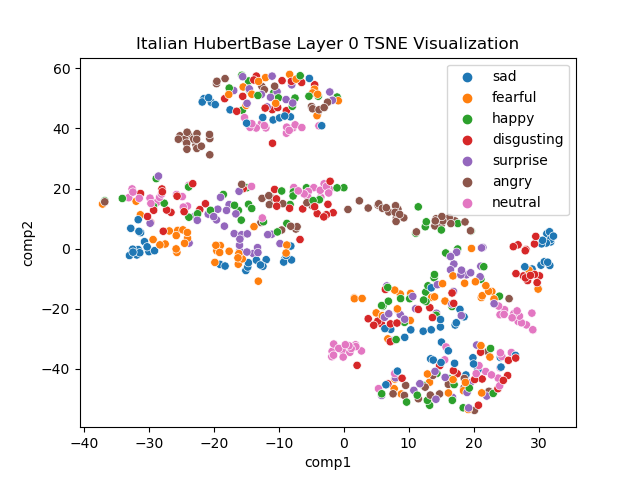 Italian HubertBase Layer 0 TSNE Visualization
60
40
20
0
−20
−40
comp2
−40
−30
−20
−10
0
10
20
30
comp1
sad
fearful
happy
disgusting
surprise
angry
neutral